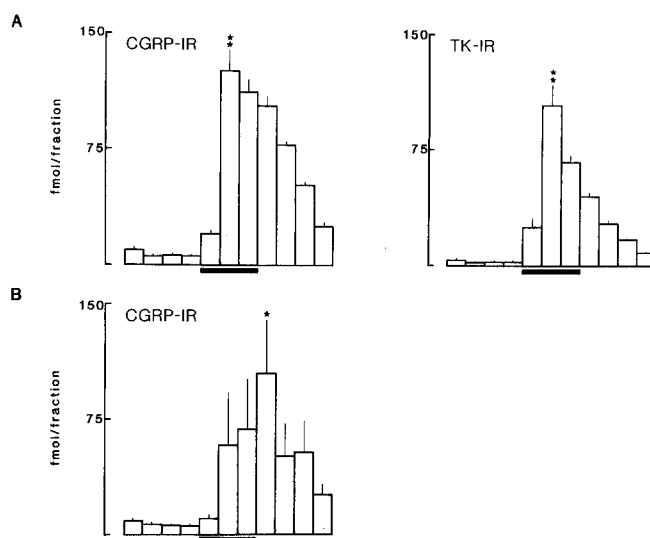 A
150
CGRP-IR
**
75
fmol/fraction
150
TK-IR
**
75
B
150
CGRP-IR
*
75
fmol/fraction